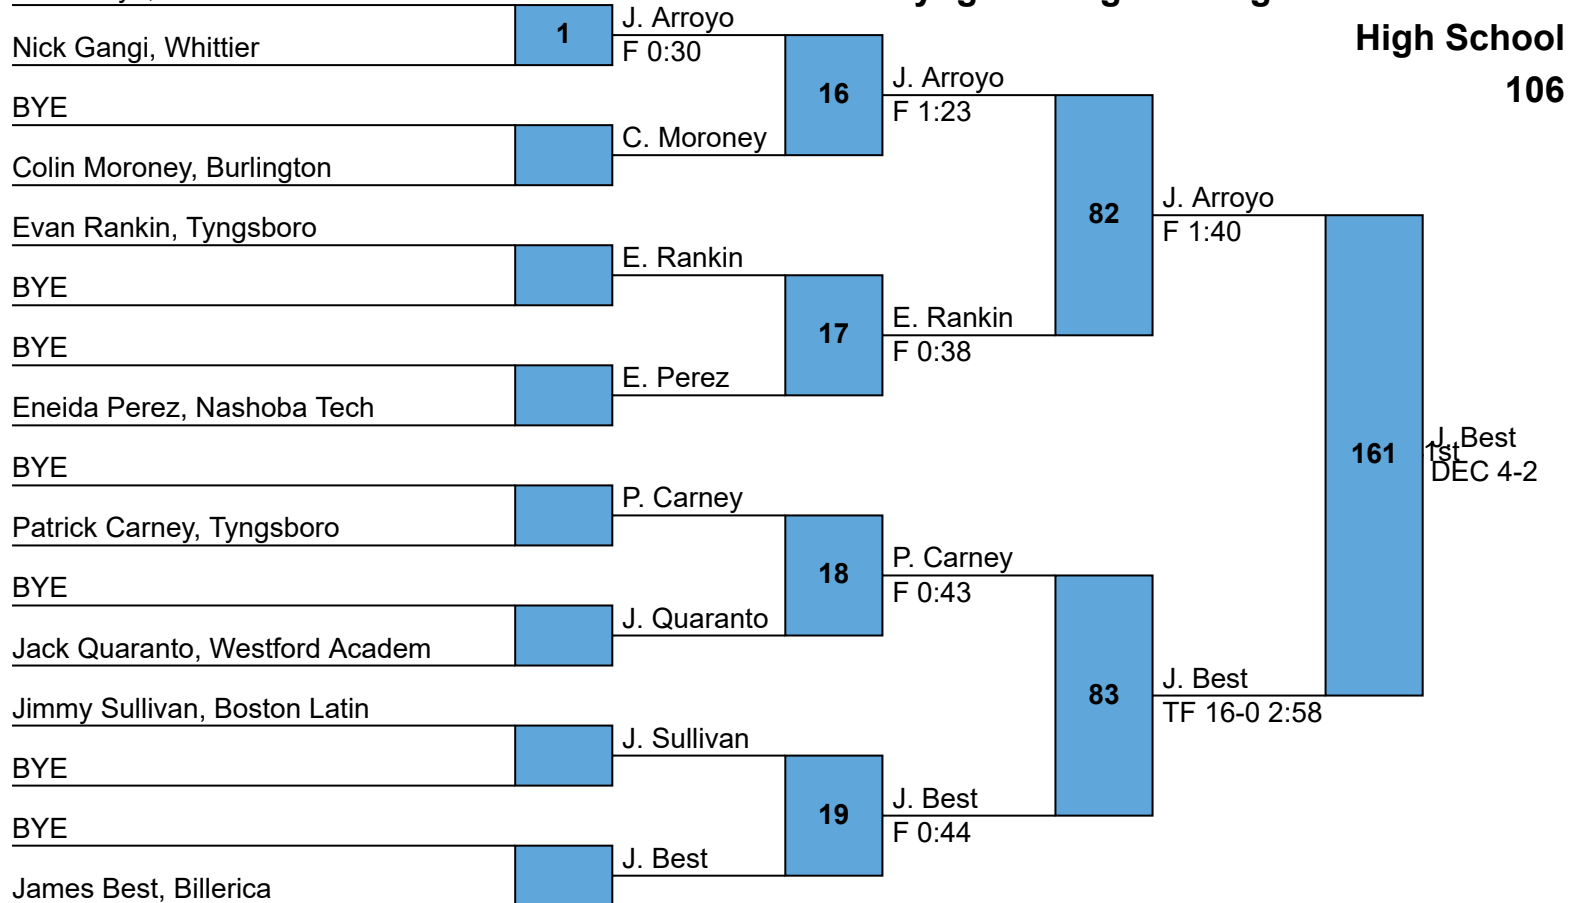 High School
106
Nick Gangi, Whittier
BYE
Colin Moroney, Burlington
Evan Rankin, Tyngsboro
BYE
BYE
Eneida Perez, Nashoba Tech
BYE
Patrick Carney, Tyngsboro
BYE
Jack Quaranto, Westford Academ
Jimmy Sullivan, Boston Latin
BYE
BYE
James Best, Billerica
1
J. Arroyo
F 0:30
C. Moroney
E. Rankin
E. Perez
P. Carney
J. Quaranto
J. Sullivan
J. Best
16
17
18
19
J. Arroyo
F 1:23
E. Rankin
F 0:38
P. Carney
F 0:43
J. Best
F 0:44
82
83
J. Arroyo
F 1:40
J. Best
TF 16-0 2:58
161
1st
J. Best
DEC 4-2